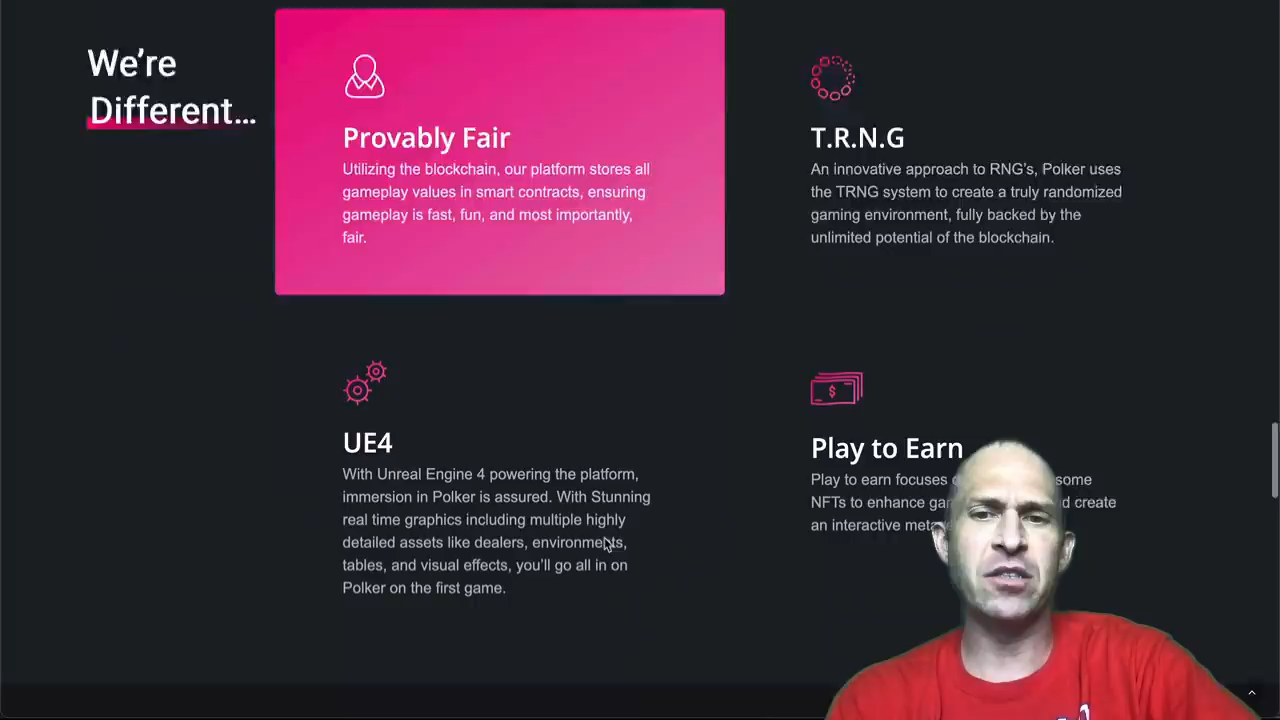 We're
Different...
Provably Fair
Utilizing the blockchain, our platform stores all
gameplay values in smart contracts, ensuring
gameplay is fast, fun, and most importantly,
fair.
T.R.N.G
An innovative approach to RNG's, Polker uses
the TRNG system to create a truly randomized
gaming environment, fully backed by the
unlimited potential of the blockchain.
UE4
With Unreal Engine 4 powering the platform,
immersion in Polker is assured. With Stunning
real time graphics including multiple highly
detailed assets like dealers, environments,
tables, and visual effects, you'll go all in on
Polker on the first game.
Play to Earn
Play to earn focuses some
NFTs to enhance create
an interactive